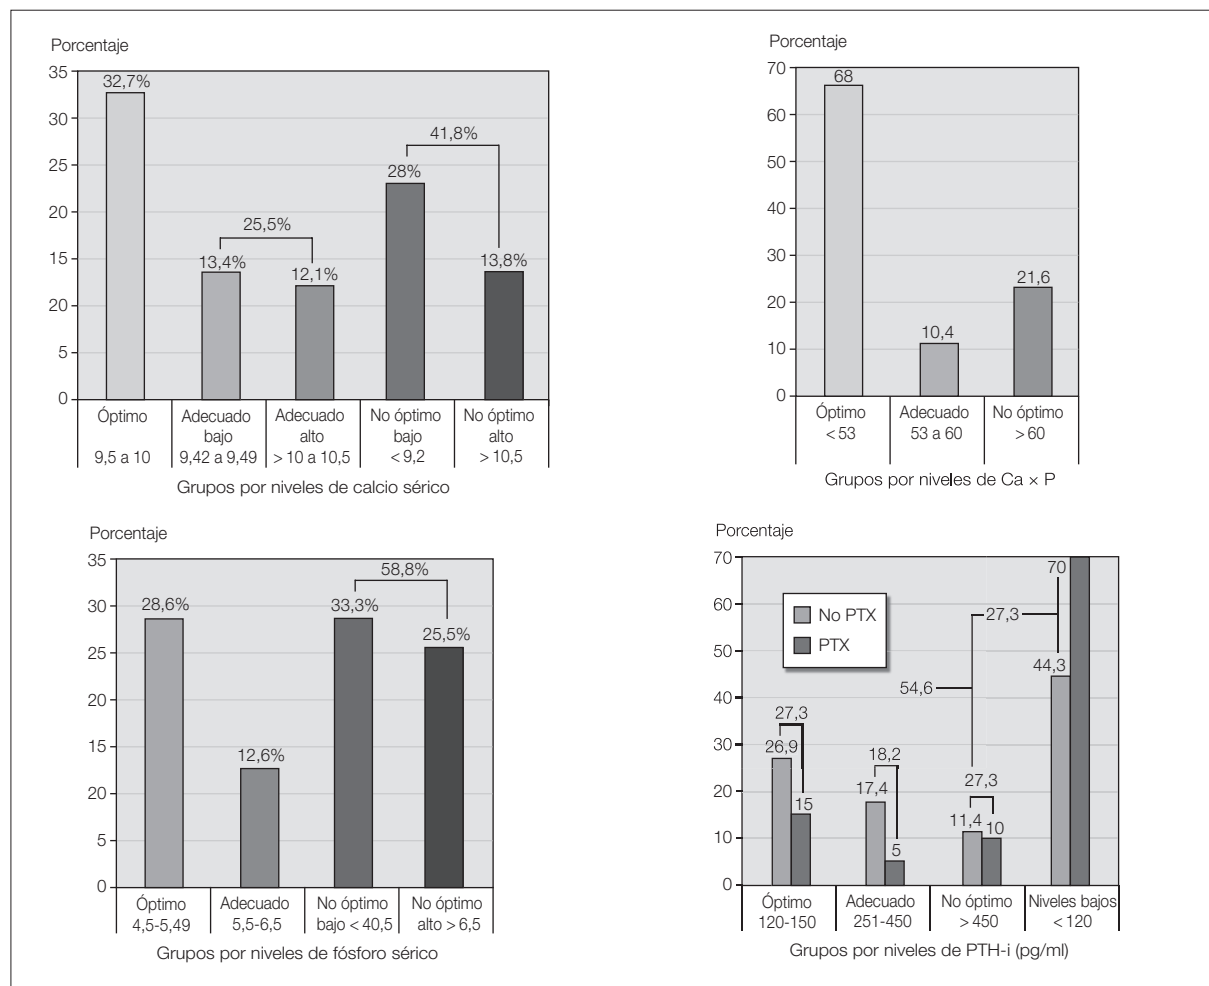 Porcentaje
35
30
25
20
15
20
5
0
32,7%
13,4%
25,5%
12,1%
28%
41,8%
13,8%
Óptimo
9,5 a 10
Adecuado
bajo
9,42 a 9,49
Adecuado
alto
> 10 a 10,5
No óptimo
bajo
< 9,2
No óptimo
alto
> 10,5
Grupos por niveles de calcio sérico
Porcentaje
70
60
50
40
30
20
10
0
68
10,4
21,6
Óptimo
< 53
Adecuado
53 a 60
No óptimo
> 60
Grupos por niveles de Ca × P
Porcentaje
35
30
25
20
15
20
5
0
28,6%
12,6%
33,3%
58,8%
25,5%
Óptimo
4,5-5,49
Adecuado
5,5-6,5
No óptimo
bajo < 40,5
No óptimo
alto > 6,5
Grupos por niveles de fósforo sérico
Porcentaje
70
60
50
40
30
20
10
0
No PTX
PTX
27,3
26,9
15
18,2
17,4
5
54,6
27,3
27,3
11,4
10
70
44,3
Óptimo
120-150
Adecuado
251-450
No óptimo
> 450
Niveles bajos
< 120
Grupos por niveles de PTH-i (pg/ml)